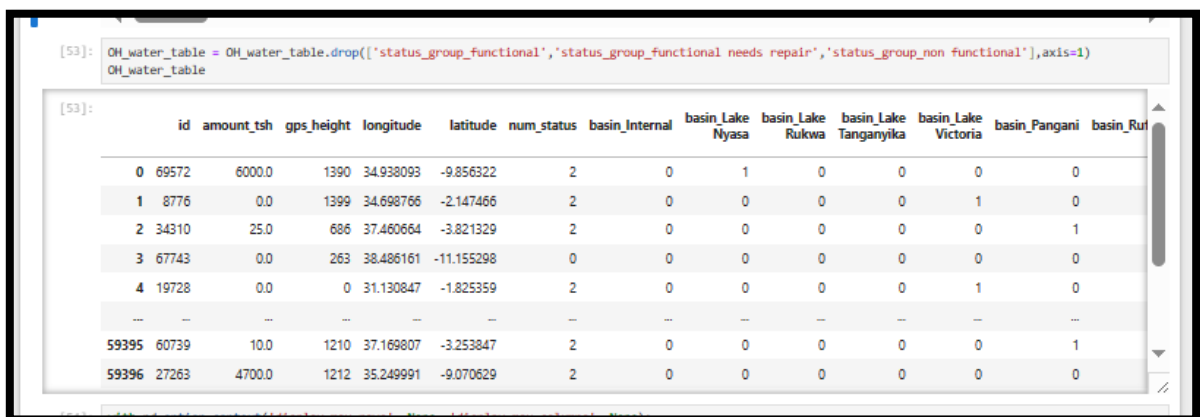 [53]: OH_water_table = OH_water_table.drop(['status_group_functional','status_group_functional needs repair','status_group_non functional'],axis=1)
OH_water_table
[53]:
id amount_tsh gps_height longitude latitude num_status basin_Internal basin_Lake Nyasa basin_Lake Rukwa basin_Lake Tanganyika basin_Lake Victoria basin_Pangani basin_Ruf
0 69572 6000.0 1390 34.938093 -9.856322 2 0 1 0 0 0 0
1 8776 0.0 1399 34.698766 -2.147466 2 0 0 0 0 1 0
2 34310 25.0 686 37.460664 -3.821329 2 0 0 0 0 0 1
3 67743 0.0 263 38.486161 -11.155298 0 0 0 0 0 0 0
4 19728 0.0 0 31.130847 -1.825359 2 0 0 0 0 1 0
... ... ... ... ... ... ... ... ... ... ... ... ...
59395 60739 10.0 1210 37.169807 -3.253847 2 0 0 0 0 0 1
59396 27263 4700.0 1212 35.249991 -9.070629 2 0 0 0 0 0 0